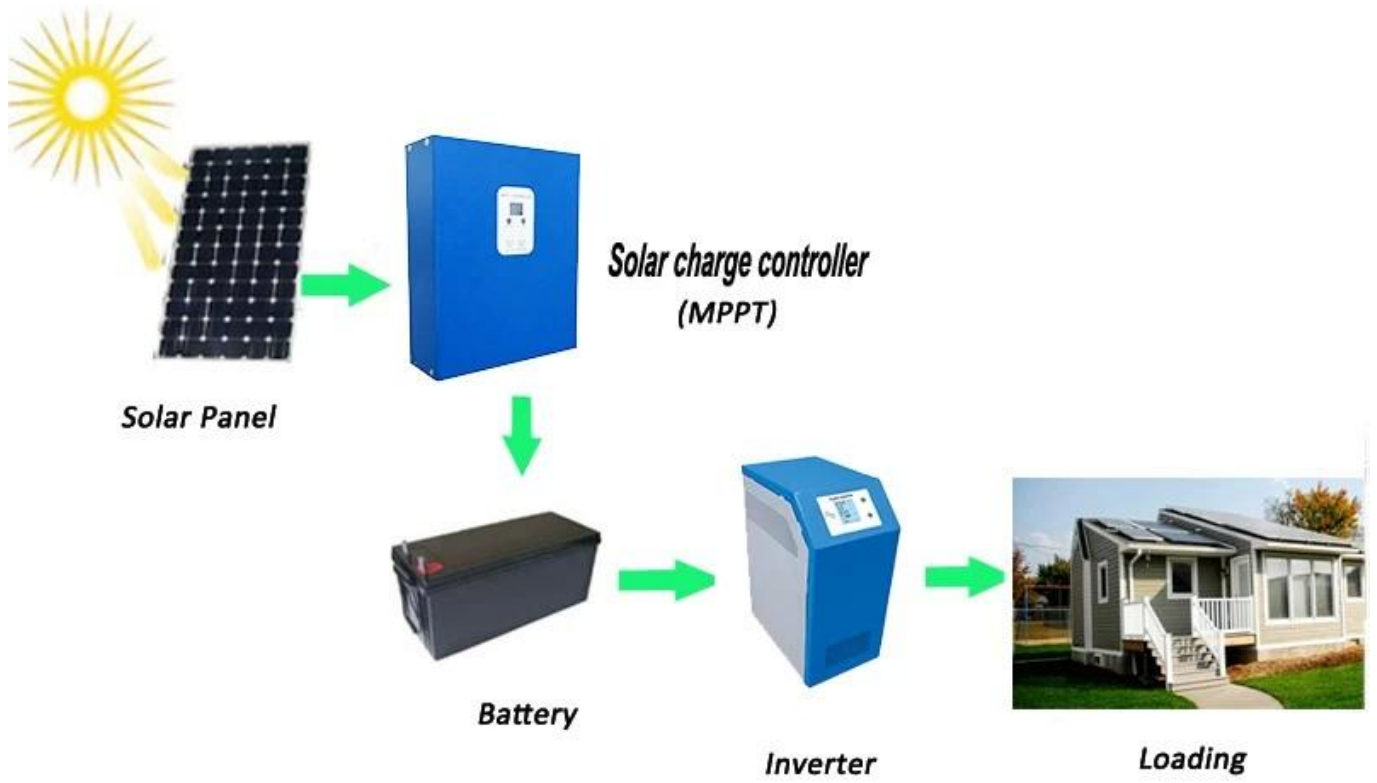 Solar charge controller
(MPPT)
Solar Panel
Battery
Inverter
Loading